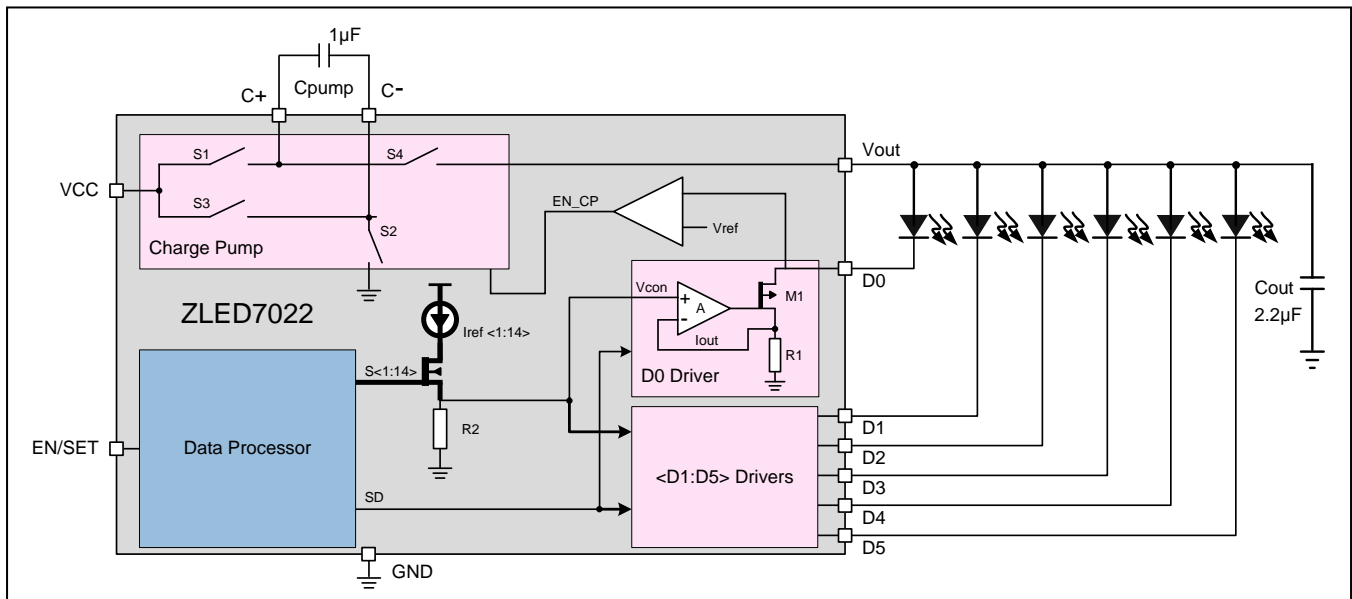 1µF
Cpump
C+
C-
S1
S4
Vout
VCC
S3
EN_CP
Vref
S2
Charge Pump
D0
Vcon
+
A
-
M1
Cout
2.2µF
ZLED7022
Iref <1:14>
Iout
R1
S<1:14>
D0 Driver
D1
R2
D2
EN/SET
Data Processor
<D1:D5> Drivers
D3
SD
D4
D5
GND